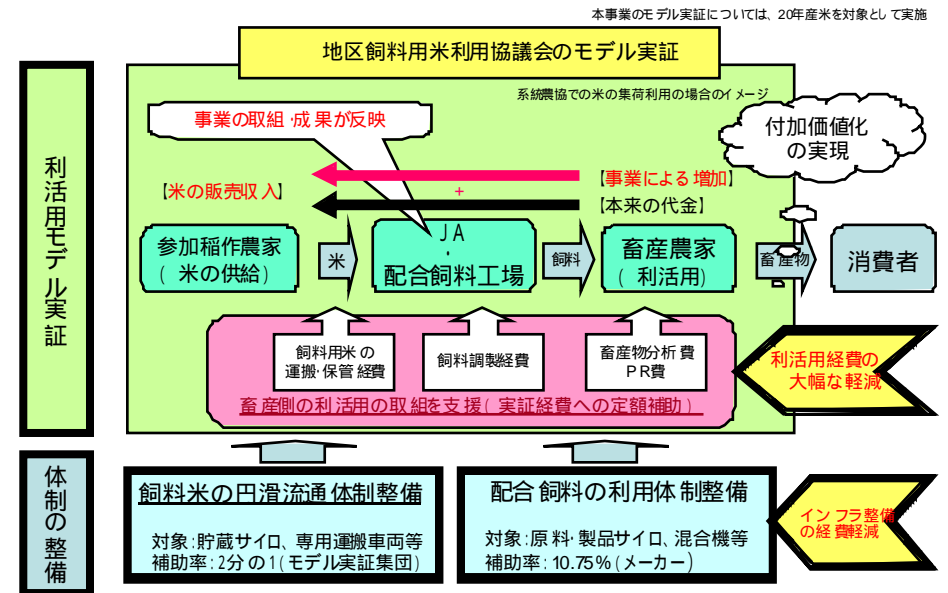 本事業のモデル実証については、20年産米を対象として実施
地区飼料用米利用協議会のモデル実証
系統農協での米の集荷利用の場合のイメージ
事業の取組・成果が反映
付加価値化
の実現
利活用モデル実証
【米の販売収入】
【事業による増加】
+
【本来の代金】
参加稲作農家
(米の供給)
米
JA
・
配合飼料工場
飼料
畜産農家
(利活用)
畜産物
消費者
飼料用米の
運搬・保管経費
飼料調製経費
畜産物分析費
PR費
畜産側の利活用の取組を支援(実証経費への定額補助)
利活用経費の
大幅な軽減
体制の整備
飼料米の円滑流通体制整備
対象:貯蔵サイロ、専用運搬車両等
補助率:2分の1(モデル実証集団)
配合飼料の利用体制整備
対象:原料・製品サイロ、混合機等
補助率:10.75%(メーカー)
インフラ整備
の経費軽減